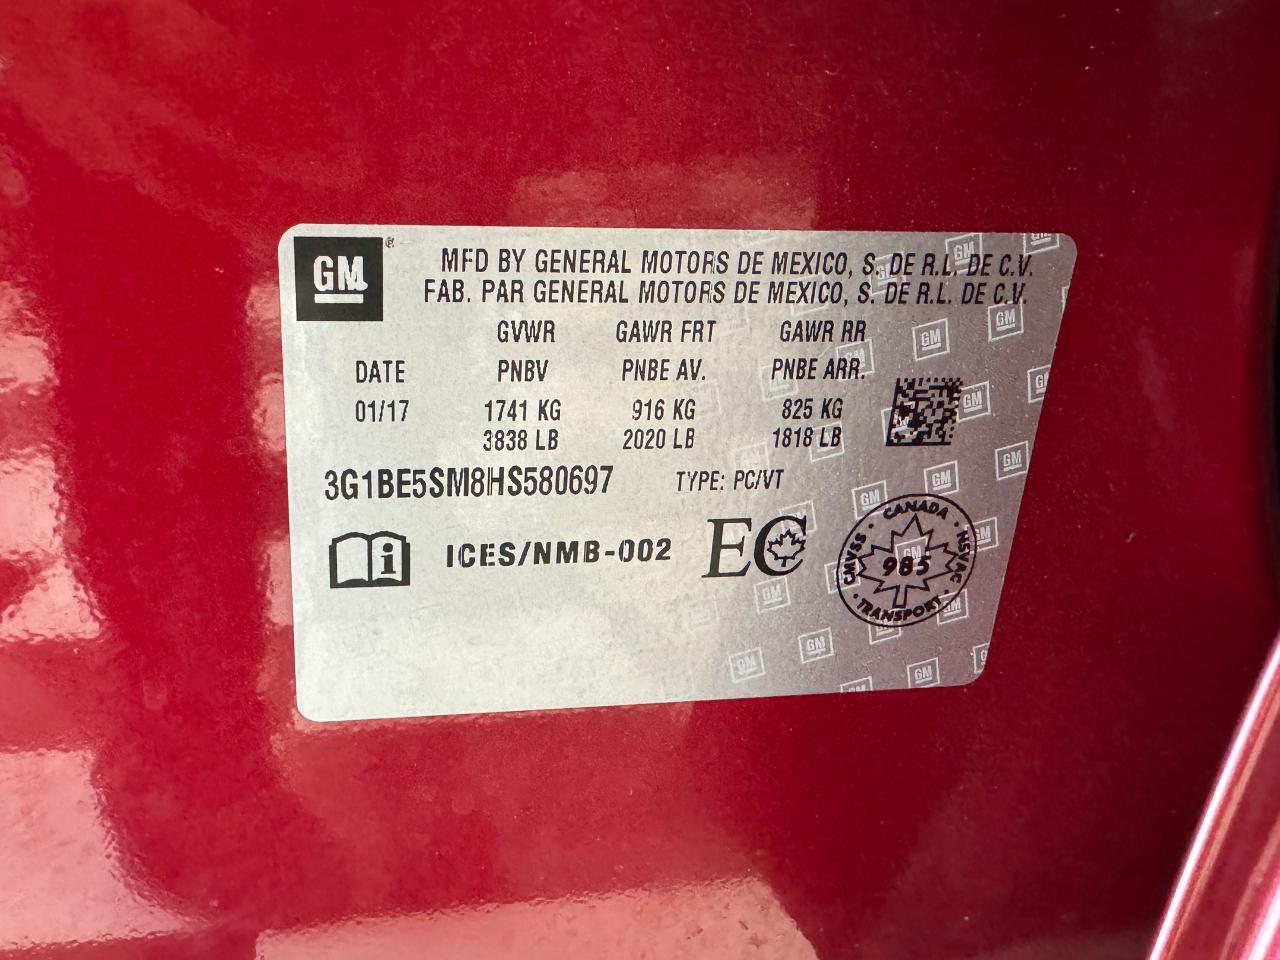 GM ®
MFD BY GENERAL MOTORS DE MEXICO, S. DE R.L. DE C.V.
FAB. PAR GENERAL MOTORS DE MEXICO, S. DE R.L. DE C.V.
GVWR GAWR FRT GAWR RR
DATE PNBV PNBE AV. PNBE ARR.
01/17 1741 KG 916 KG 825 KG
3838 LB 2020 LB 1818 LB
3G1BE5SM8HS580697 TYPE: PC/VT
i ICES/NMB-002 EC
CANADA
CMVSS 985 NSVAC
TRANSPORT